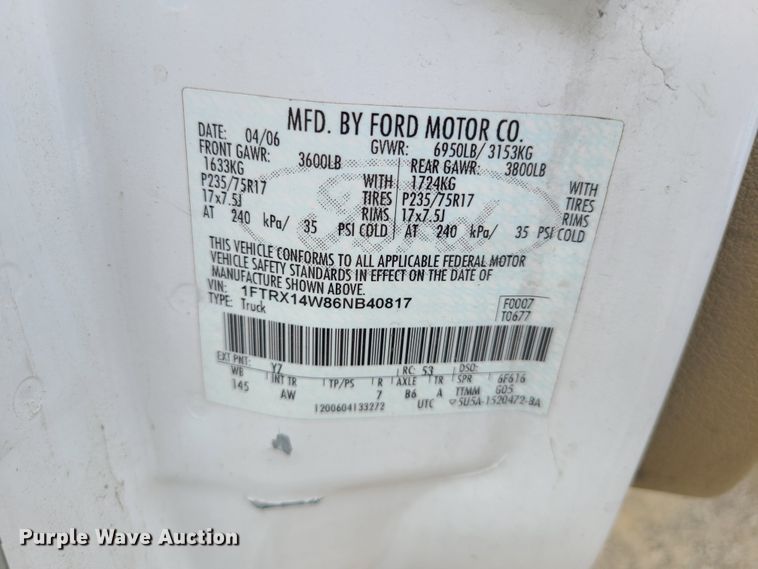 MFD. BY FORD MOTOR CO.
DATE: 04/06 GVWR: 6950LB/ 3153KG
FRONT GAWR: 3600LB REAR GAWR: 3800LB
1633KG WITH 1724KG WITH
P235/75R17 TIRES P235/75R17 TIRES
17x7.5J RIMS 17x7.5J RIMS
AT 240 kPa/ 35 PSI COLD AT 240 kPa/ 35 PSI COLD
Ford
THIS VEHICLE CONFORMS TO ALL APPLICABLE FEDERAL MOTOR
VEHICLE SAFETY STANDARDS IN EFFECT ON THE DATE OF
MANUFACTURE SHOWN ABOVE.
VIN: 1FTRX14W86NB40817 F0007
TYPE: Truck T0677
EXT PNT: YZ RC: 53 DSO:
WB INT TR TP/PS R AXLE TR SPR 6F616
145 AW 7 B6 A TTMM G05
1200604133272 UTC 5U5A-1520472-BA
Purple Wave Auction